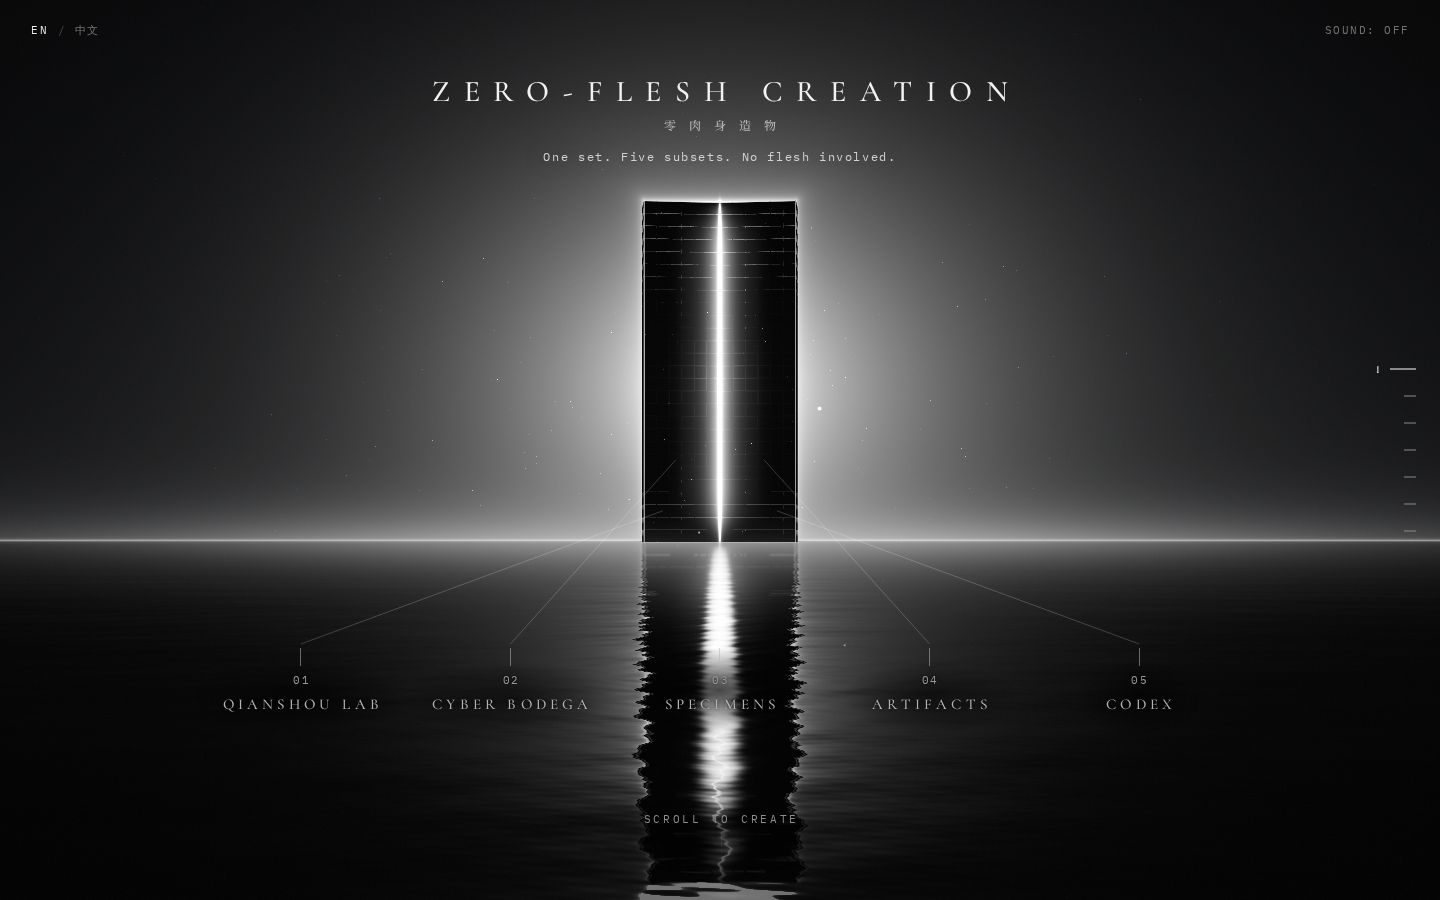 EN / 中文
SOUND: OFF
ZERO-FLESH CREATION
零肉身造物
One set. Five subsets. No flesh involved.
I
01
QIANSHOU LAB
02
CYBER BODEGA
03
SPECIMENS
04
ARTIFACTS
05
CODEX
SCROLL TO CREATE